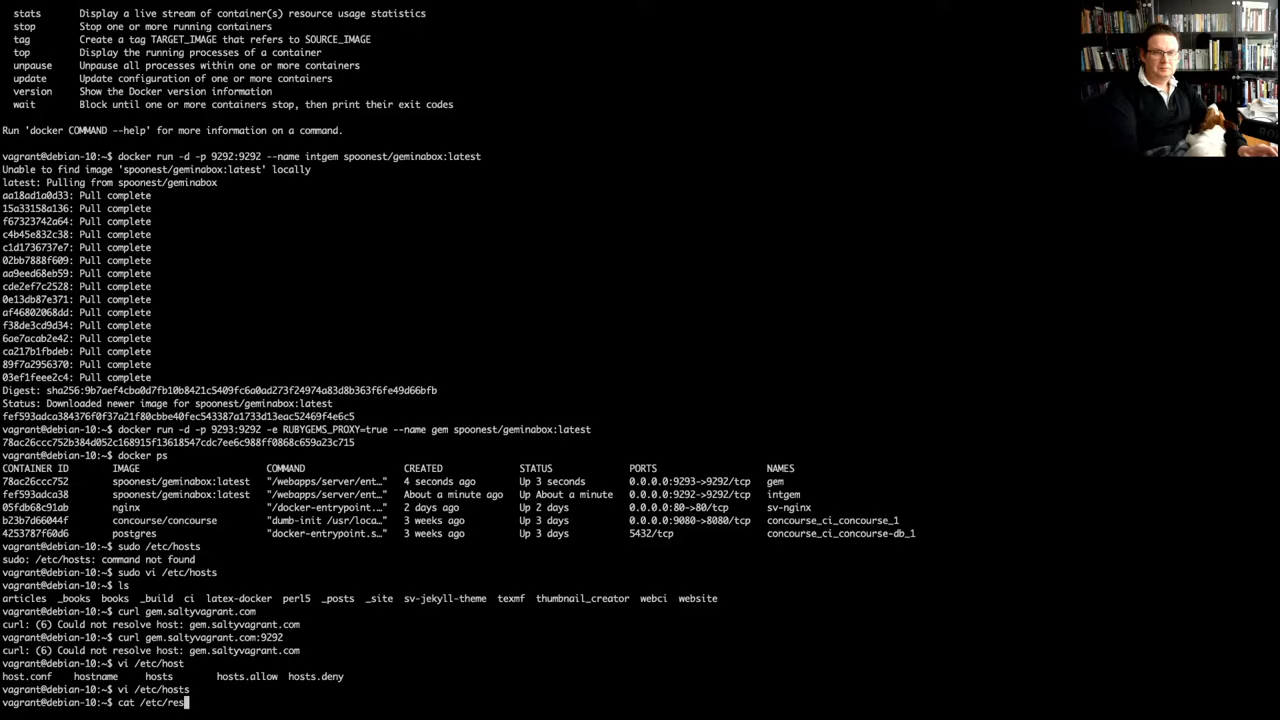 stats       Display a live stream of container(s) resource usage statistics
stop        Stop one or more running containers
tag         Create a tag TARGET_IMAGE that refers to SOURCE_IMAGE
top         Display the running processes of a container
unpause     Unpause all processes within one or more containers
update      Update configuration of one or more containers
version     Show the Docker version information
wait        Block until one or more containers stop, then print their exit codes
Run 'docker COMMAND --help' for more information on a command.
vagrant@debian-10:~$ docker run -d -p 9292:9292 --name intgem spoonest/geminabox:latest
Unable to find image 'spoonest/geminabox:latest' locally
latest: Pulling from spoonest/geminabox
aa18ad1a0d33: Pull complete
15a33158a136: Pull complete
f67323742a64: Pull complete
c4b45e832c38: Pull complete
c1d1736737e7: Pull complete
02bb7888f609: Pull complete
aa9eed68eb59: Pull complete
cde2ef7c2528: Pull complete
0e13db87e371: Pull complete
af46802068dd: Pull complete
f38de3cd9d34: Pull complete
6ae7acab2e42: Pull complete
ca217b1fbdeb: Pull complete
89f7a2956370: Pull complete
03ef1feee2c4: Pull complete
Digest: sha256:9b7aef4cba0d7fb10b8421c5409fc6a0ad273f24974a83d8b363f6fe49d66bfb
Status: Downloaded newer image for spoonest/geminabox:latest
fef593adca384376f0f37a21f80cbbe40fec543387a1733d13eac52469f4e6c5
vagrant@debian-10:~$ docker run -d -p 9293:9292 -e RUBYGEMS_PROXY=true --name gem spoonest/geminabox:latest
78ac26ccc752b384d052c168915f13618547cdc7ee6c988ff0868c659a23c715
vagrant@debian-10:~$ docker ps
CONTAINER ID   IMAGE   COMMAND   CREATED   STATUS   PORTS   NAMES
78ac26ccc752   spoonest/geminabox:latest   "/webapps/server/ent…"   4 seconds ago   Up 3 seconds   0.0.0.0:9293->9292/tcp   gem
fef593adca38   spoonest/geminabox:latest   "/webapps/server/ent…"   About a minute ago   Up About a minute   0.0.0.0:9292->9292/tcp   intgem
05fdb68c91ab   nginx   "/docker-entrypoint.…"   2 days ago   Up 2 days   0.0.0.0:80->80/tcp   sv-nginx
b23b7d66044f   concourse/concourse   "dumb-init /usr/loca…"   3 weeks ago   Up 3 days   0.0.0.0:9080->8080/tcp   concourse_ci_concourse_1
4253787f60d6   postgres   "docker-entrypoint.s…"   3 weeks ago   Up 3 days   5432/tcp   concourse_ci_concourse-db_1
vagrant@debian-10:~$ sudo /etc/hosts
sudo: /etc/hosts: command not found
vagrant@debian-10:~$ sudo vi /etc/hosts
vagrant@debian-10:~$ ls
articles  _books  books  _build  ci  latex-docker  perl5  _posts  _site  sv-jekyll-theme  texmf  thumbnail_creator  webci  website
vagrant@debian-10:~$ curl gem.saltyvagrant.com
curl: (6) Could not resolve host: gem.saltyvagrant.com
vagrant@debian-10:~$ curl gem.saltyvagrant.com:9292
curl: (6) Could not resolve host: gem.saltyvagrant.com
vagrant@debian-10:~$ vi /etc/host
host.conf    hostname    hosts    hosts.allow  hosts.deny
vagrant@debian-10:~$ vi /etc/hosts
vagrant@debian-10:~$ cat /etc/res